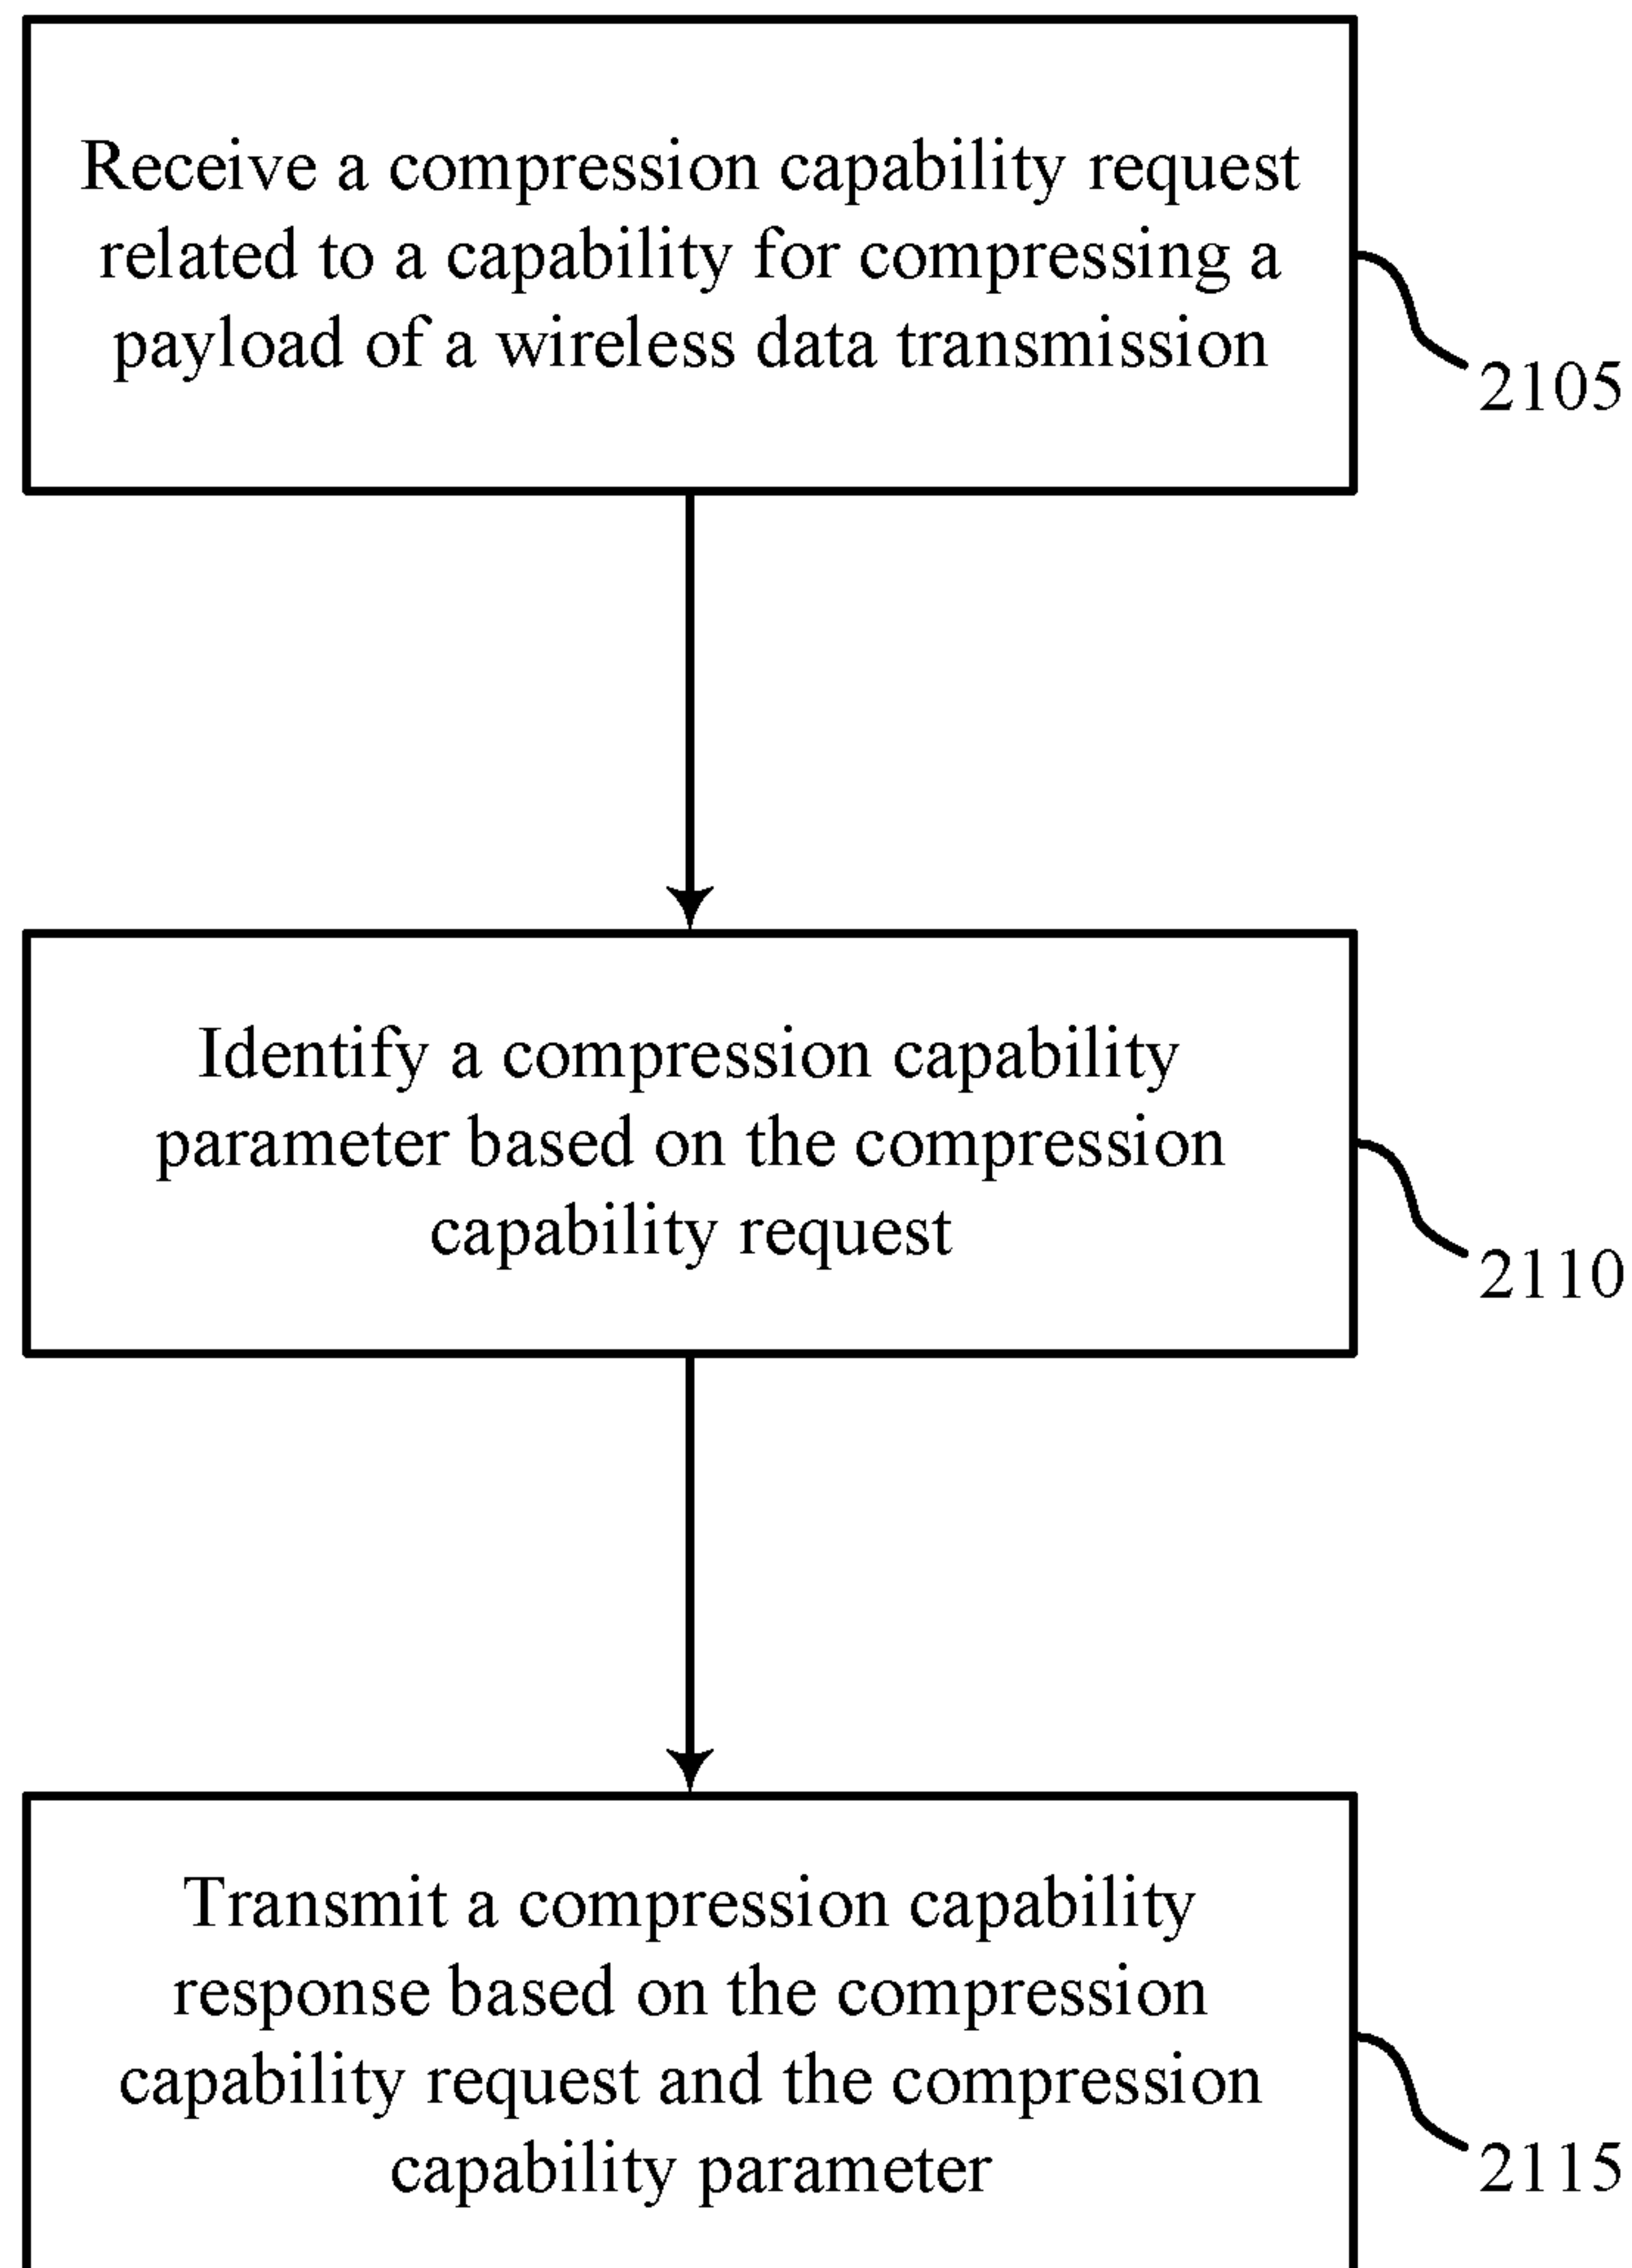 Receive a compression capability request
related to a capability for compressing a
payload of a wireless data transmission
2105
Identify a compression capability
parameter based on the compression
capability request
2110
Transmit a compression capability
response based on the compression
capability request and the compression
capability parameter
2115